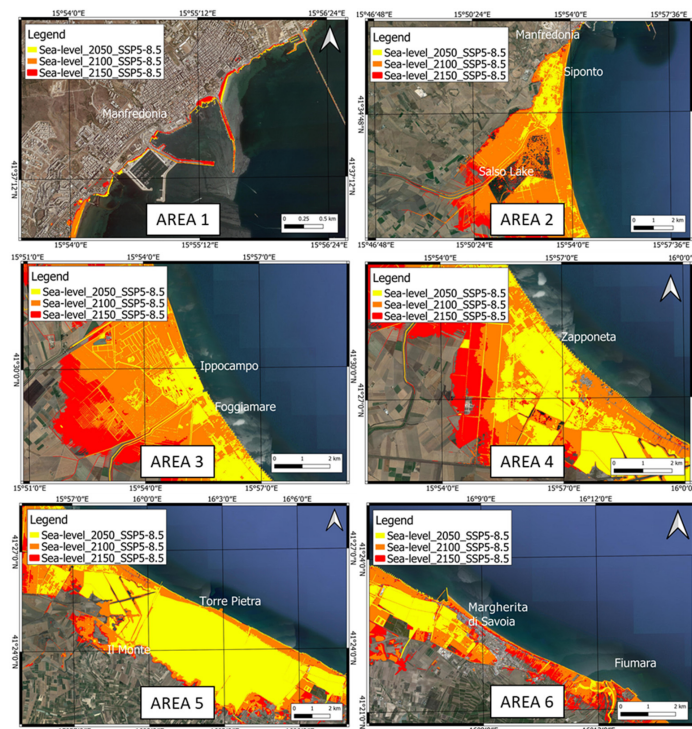 15°54'0"E 15°55'12"E 15°56'24"E
Legend
Sea-level_2050_SSP5-8.5
Sea-level_2100_SSP5-8.5
Sea-level_2150_SSP5-8.5
Manfredonia
41°37'12"N
41°37'12"N
AREA 1
0 0.25 0.5 km
15°54'0"E 15°55'12"E 15°56'24"E
15°46'48"E 15°50'24"E 15°54'0"E 15°57'36"E
Legend
Sea-level_2050_SSP5-8.5
Sea-level_2100_SSP5-8.5
Sea-level_2150_SSP5-8.5
Manfredonia
Siponto
41°34'48"N
Salso Lake
AREA 2
0 1 2 km
15°46'48"E 15°50'24"E 15°54'0"E 15°57'36"E
15°51'0"E 15°54'0"E 15°57'0"E
Legend
Sea-level_2050_SSP5-8.5
Sea-level_2100_SSP5-8.5
Sea-level_2150_SSP5-8.5
41°30'0"N
41°30'0"N
Ippocampo
Foggiamare
AREA 3
0 1 2 km
15°51'0"E 15°54'0"E 15°57'0"E
15°54'0"E 15°57'0"E 16°0'
Legend
Sea-level_2050_SSP5-8.5
Sea-level_2100_SSP5-8.5
Sea-level_2150_SSP5-8.5
Zapponeta
41°27'0"N
AREA 4
0 1 2 km
15°54'0"E 15°57'0"E 16°0'
15°57'0"E 16°0'0"E 16°3'0"E 16°6'0"E
Legend
Sea-level_2050_SSP5-8.5
Sea-level_2100_SSP5-8.5
Sea-level_2150_SSP5-8.5
41°27'0"N
41°27'0"N
Torre Pietra
Il Monte
41°24'0"N
41°24'0"N
AREA 5
0 1 2 km
16°9'0"E 16°12'0"E
Legend
Sea-level_2050_SSP5-8.5
Sea-level_2100_SSP5-8.5
Sea-level_2150_SSP5-8.5
41°24'0"N
Margherita
di Savoia
Fiumara
41°21'0"N
AREA 6
0 1 2 km